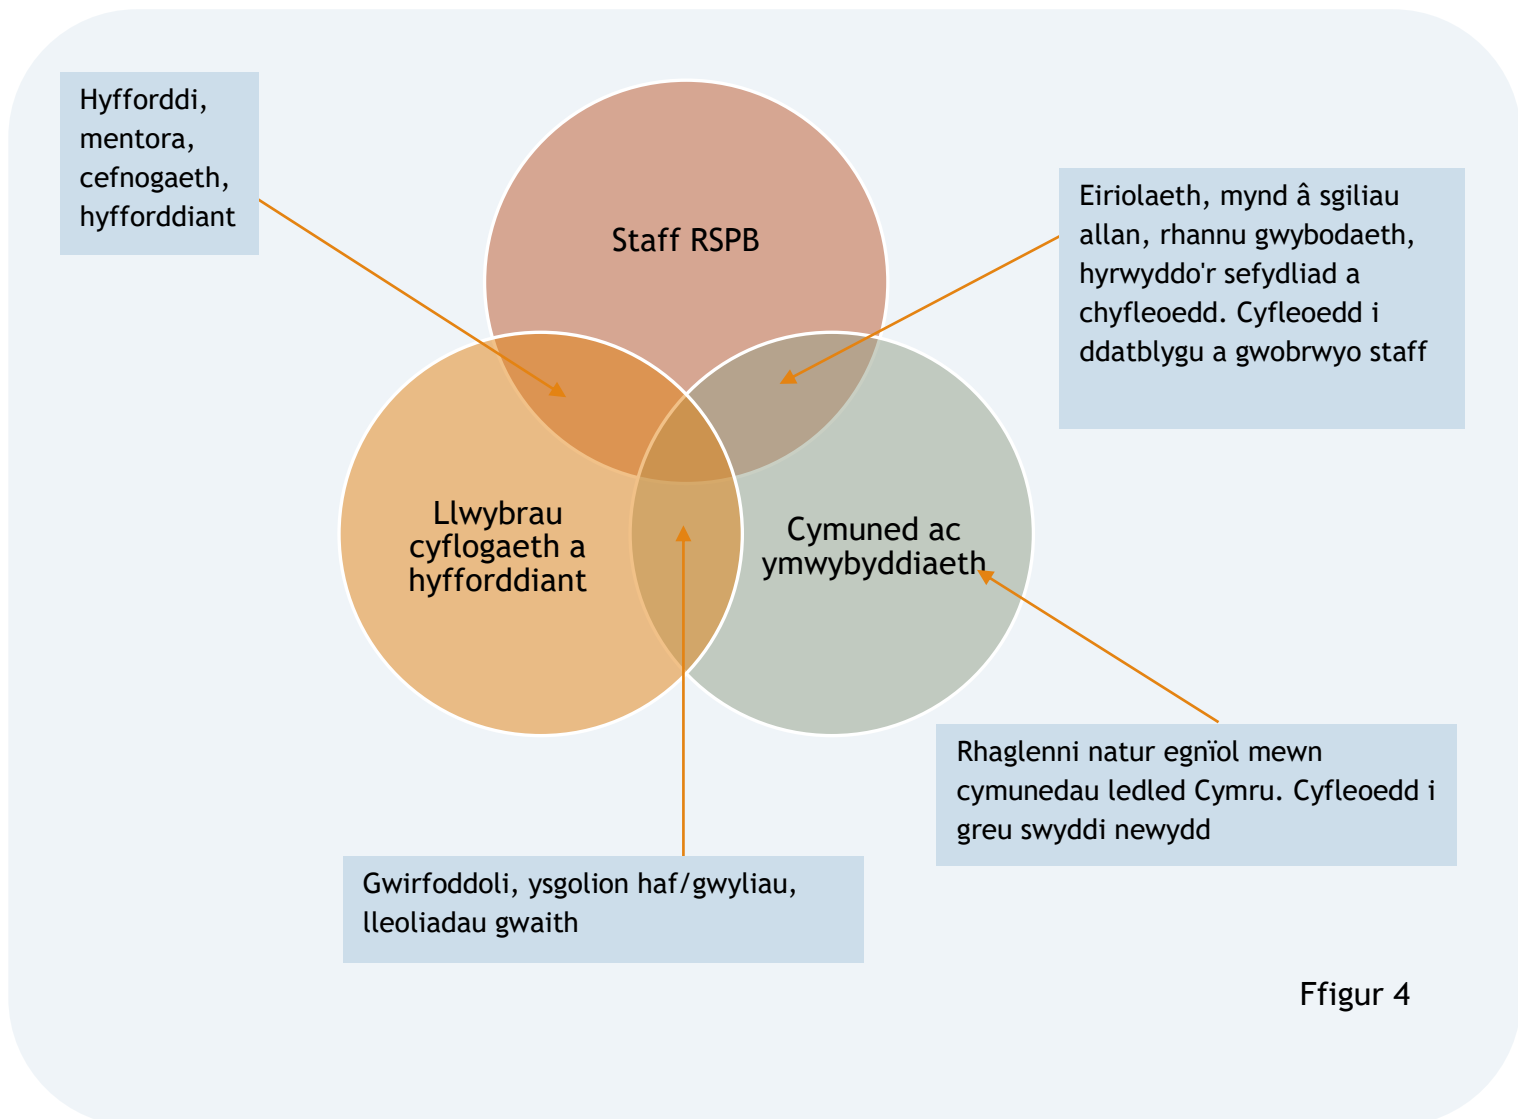 Hyfforddi,
mentora,
cefnogaeth,
hyfforddiant
Staff RSPB
Eiriolaeth, mynd â sgiliau
allan, rhannu gwybodaeth,
hyrwyddo'r sefydliad a
chyfleoedd. Cyfleoedd i
ddatblygu a gwobrwyo staff
Llwybrau
cyflogaeth a
hyfforddiant
Cymuned ac
ymwybyddiaeth
Rhaglenni natur egnïol mewn
cymunedau ledled Cymru. Cyfleoedd i
greu swyddi newydd
Gwirfoddoli, ysgolion haf/gwyliau,
lleoliadau gwaith
Ffigur 4